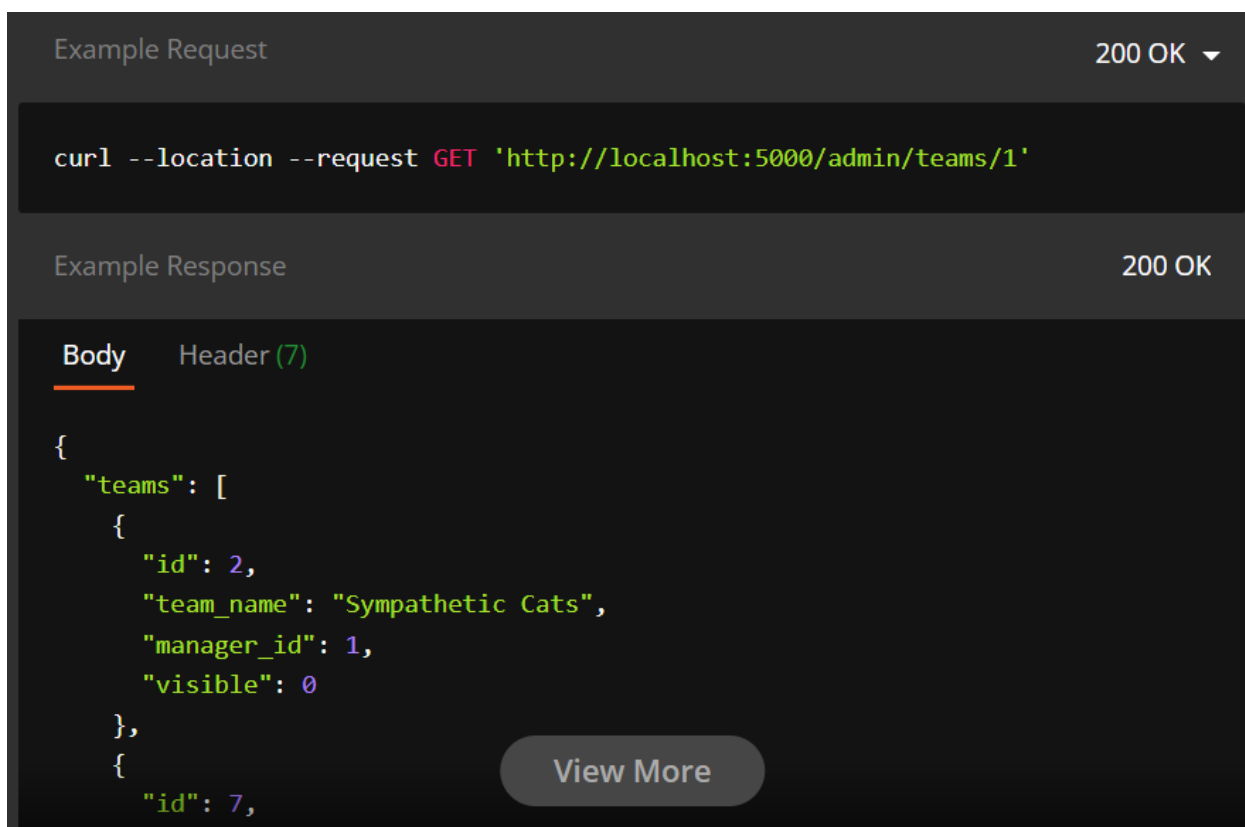 Example Request 200 OK
curl --location --request GET 'http://localhost:5000/admin/teams/1'
Example Response 200 OK
Body Header (7)
{
"teams": [
{
"id": 2,
"team_name": "Sympathetic Cats",
"manager_id": 1,
"visible": 0
},
{
View More
"id": 7,